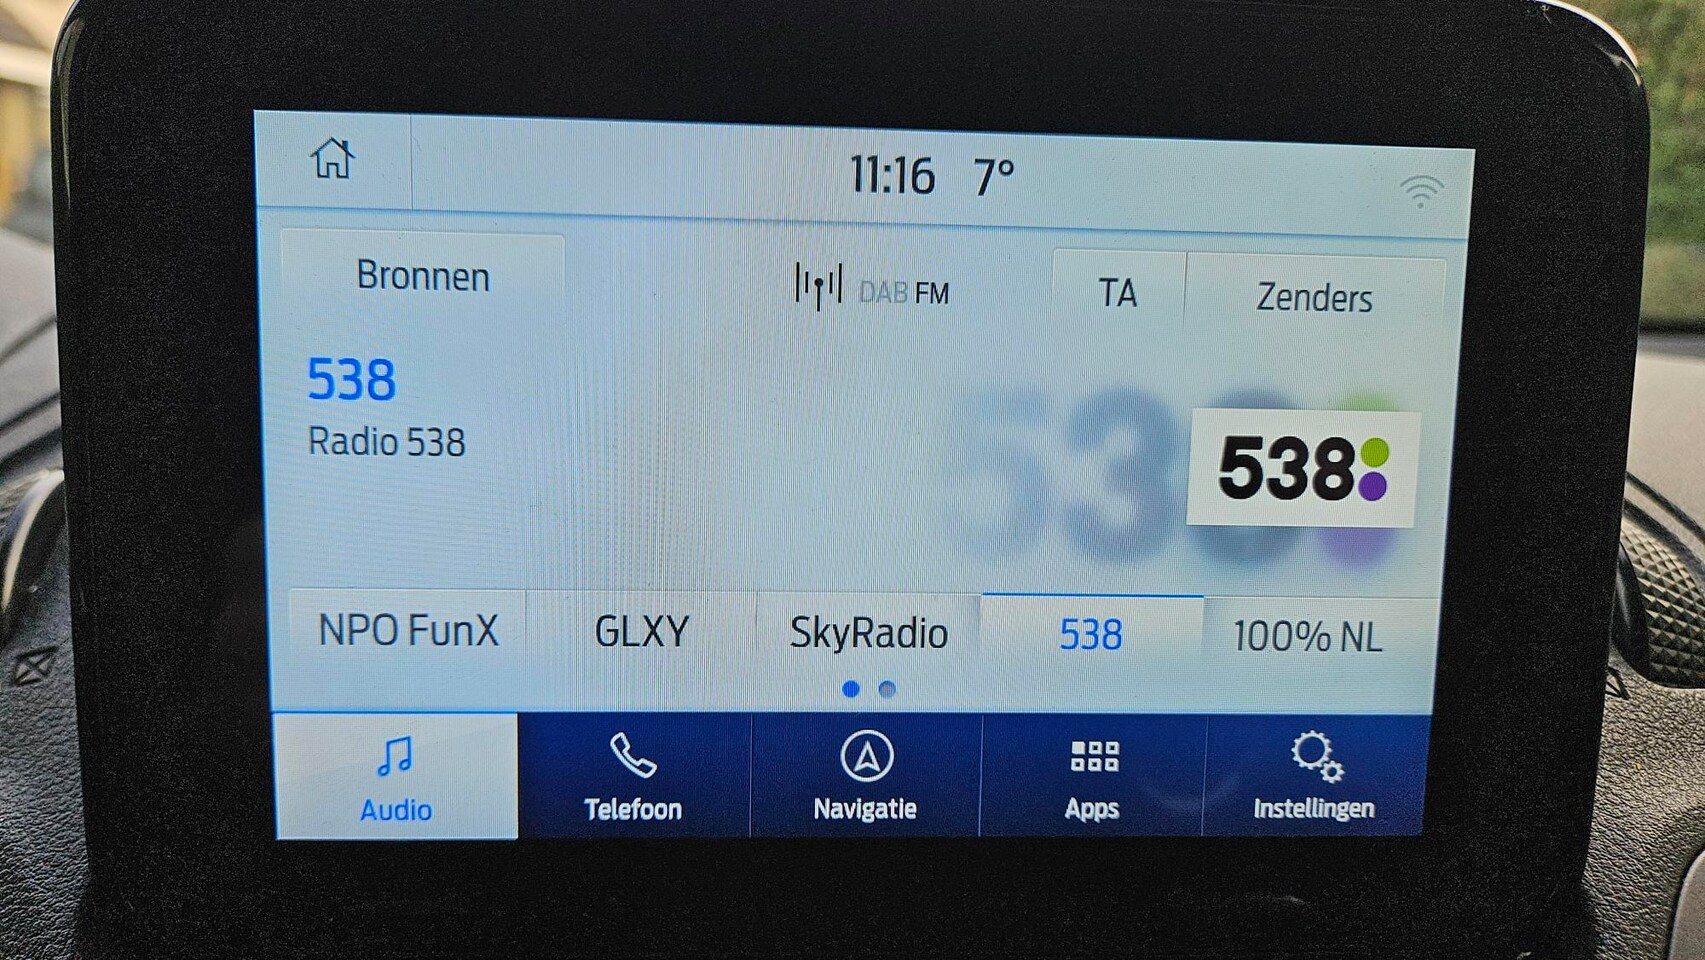 11:16 7°
Bronnen
DAB FM
TA
Zenders
538
Radio 538
538
538
NPO FunX
GLXY
SkyRadio
538
100% NL
Audio
Telefoon
Navigatie
Apps
Instellingen